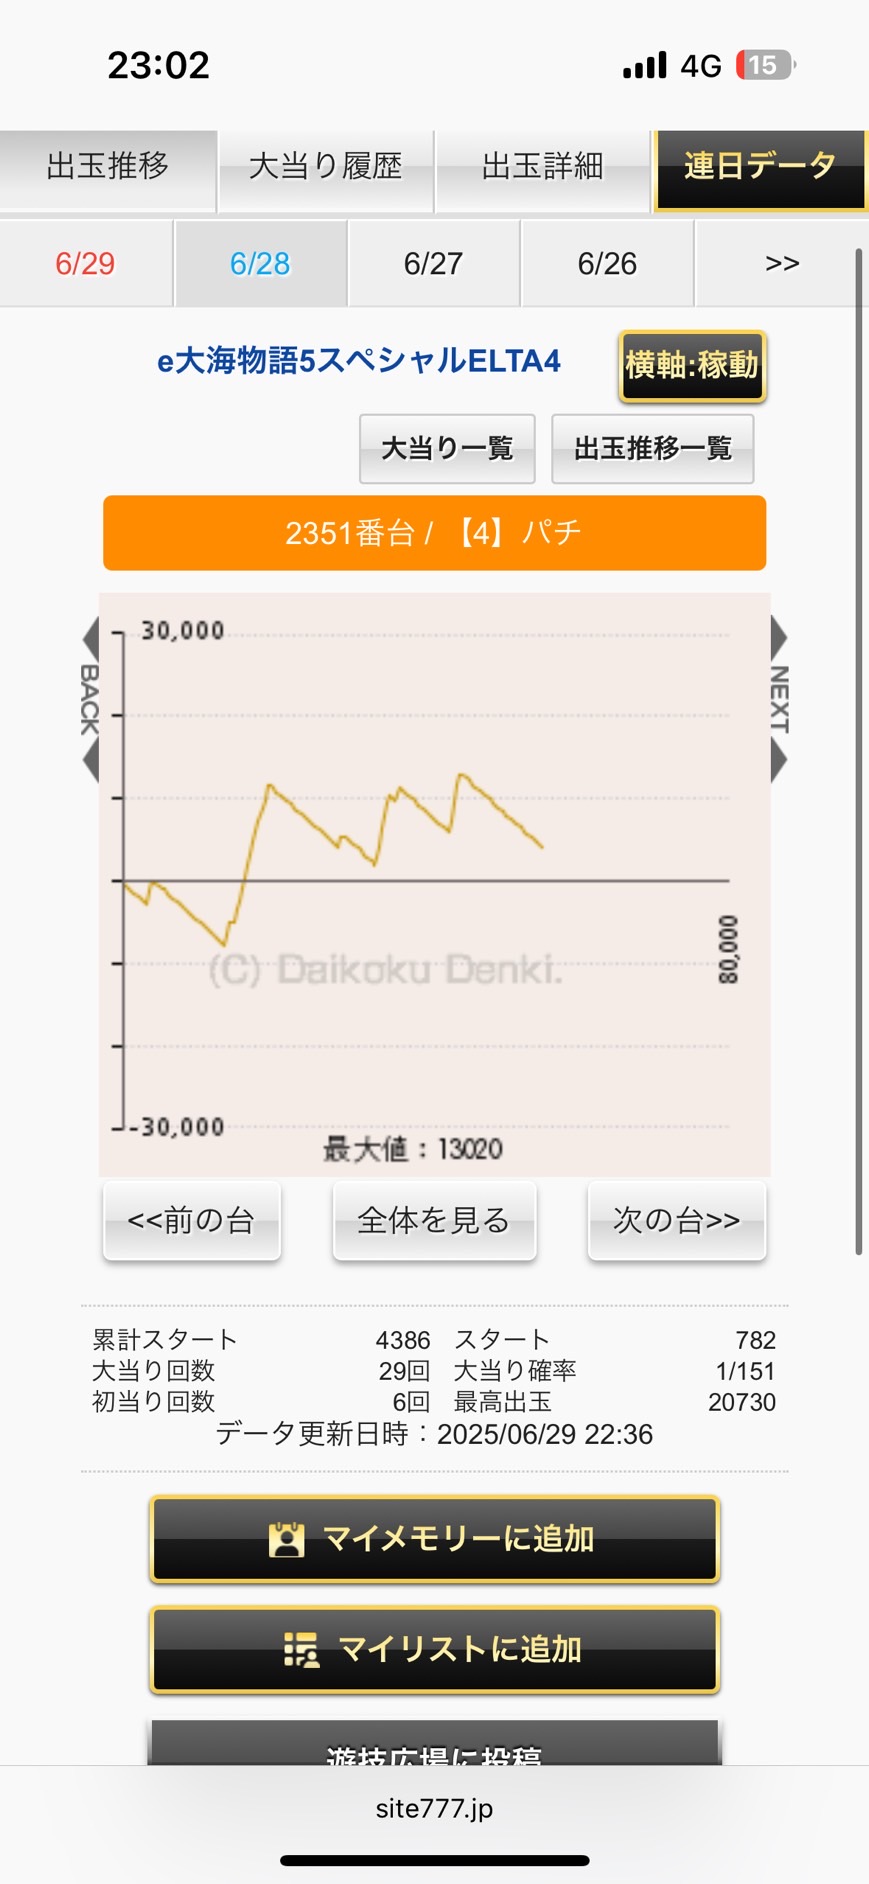 23:02
4G 15
出玉推移 大当り履歴 出玉詳細 連日データ
6/29 6/28 6/27 6/26 >>
e大海物語5スペシャルELTA4 横軸:稼動
大当り一覧 出玉推移一覧
2351番台 / 【4】パチ
30,000
BACK
NEXT
80,000
(C) Daikoku Denki.
-30,000
最大値：13020
<<前の台 全体を見る 次の台>>
累計スタート 4386 スタート 782
大当り回数 29回 大当り確率 1/151
初当り回数 6回 最高出玉 20730
データ更新日時：2025/06/29 22:36
マイメモリーに追加
マイリストに追加
遊技広場に投稿
site777.jp